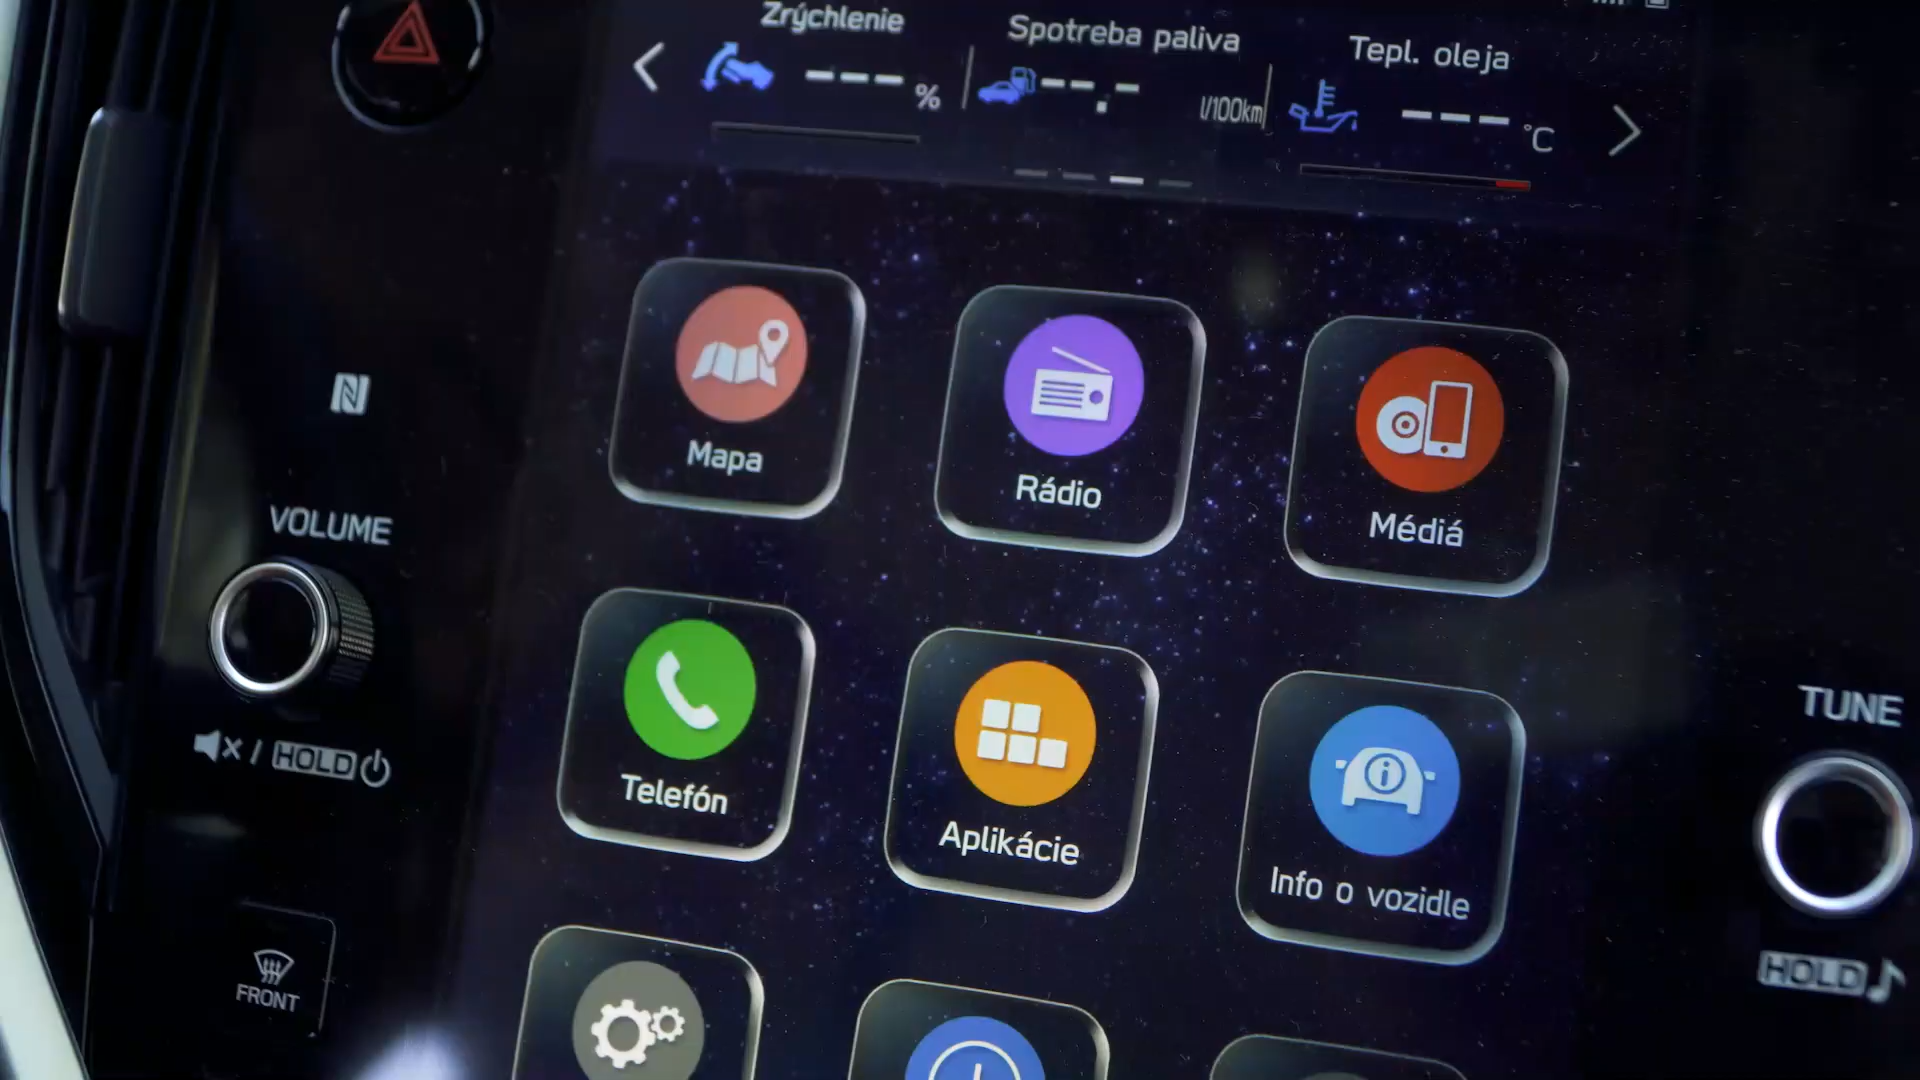 Zrýchlenie
Spotreba paliva
Tepl. oleja
--- %
--.- l/100km
--- °C
Mapa
Rádio
Médiá
VOLUME
Telefón
Aplikácie
Info o vozidle
TUNE
/ HOLD
HOLD
FRONT